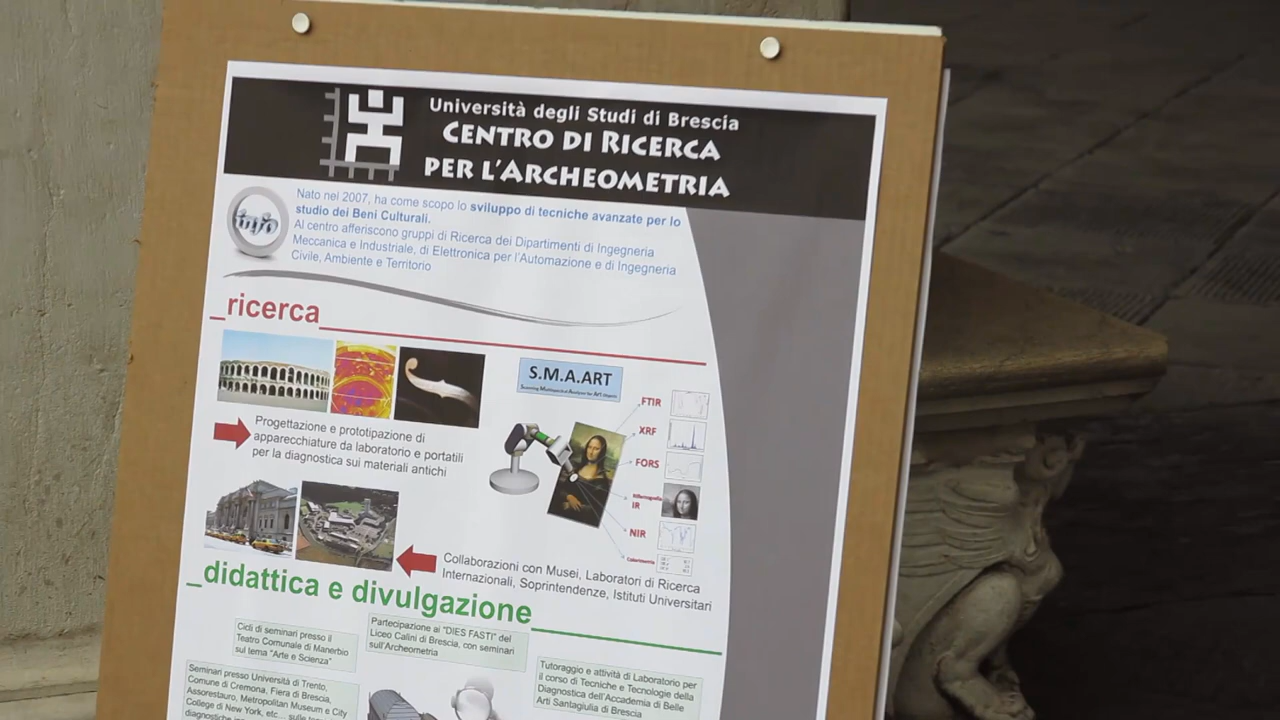 Università degli Studi di Brescia
CENTRO DI RICERCA
PER L'ARCHEOMETRIA
info
Nato nel 2007, ha come scopo lo sviluppo di tecniche avanzate per lo
studio dei Beni Culturali.
Al centro afferiscono gruppi di Ricerca dei Dipartimenti di Ingegneria
Meccanica e Industriale, di Elettronica per l'Automazione e di Ingegneria
Civile, Ambiente e Territorio
_ricerca
S.M.A.ART
FTIR
XRF
FORS
IR
NIR
Progettazione e prototipazione di
apparecchiature da laboratorio e portatili
per la diagnostica sui materiali antichi
Collaborazioni con Musei, Laboratori di Ricerca
Internazionali, Soprintendenze, Istituti Universitari
_didattica e divulgazione
Cicli di seminari presso il
Teatro Comunale di Manerbio
sul tema "Arte e Scienza"
Partecipazione ai "DIES FASTI" del
Liceo Calini di Brescia, con seminari
sull'Archeometria
Tutoraggio e attività di Laboratorio per
il corso di Tecniche e Tecnologie della
Diagnostica dell'Accademia di Belle
Arti Santagiulia di Brescia
Seminari presso Università di Trento,
Comune di Cremona, Fiera di Brescia,
Assorestauro, Metropolitan Museum e City
College di New York, etc...